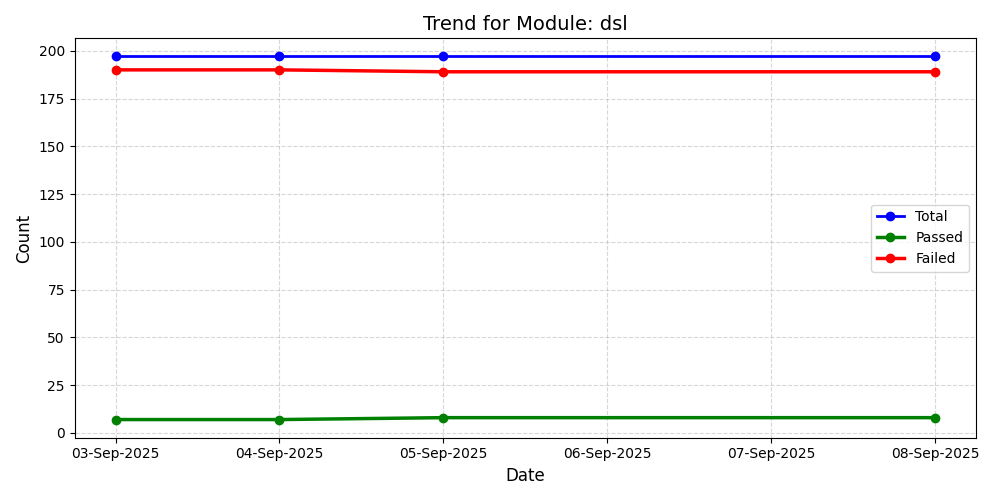 Trend for Module: dsl
Count
200
175
150
125
100
75
50
25
0
Total
Passed
Failed
03-Sep-2025
04-Sep-2025
05-Sep-2025
06-Sep-2025
07-Sep-2025
08-Sep-2025
Date